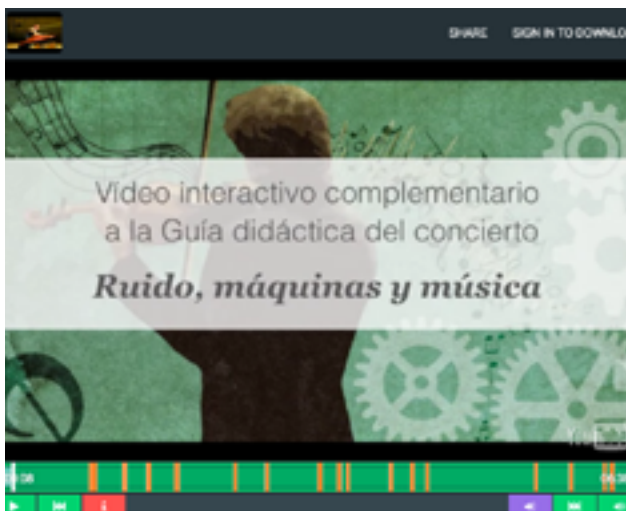 SHARE SIGN IN TO DOWNLO
Vídeo interactivo complementario
a la Guía didáctica del concierto
Ruido, máquinas y música